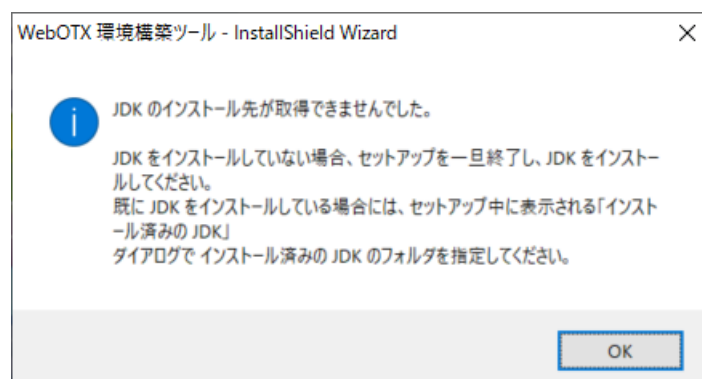 WebOTX 環境構築ツール - InstallShield Wizard
JDK のインストール先が取得できませんでした。
JDK をインストールしていない場合、セットアップを一旦終了し、JDK をインストー
ルしてください。
既に JDK をインストールしている場合には、セットアップ中に表示される「インスト
ール済みの JDK」
ダイアログで インストール済みの JDK のフォルダを指定してください。
OK